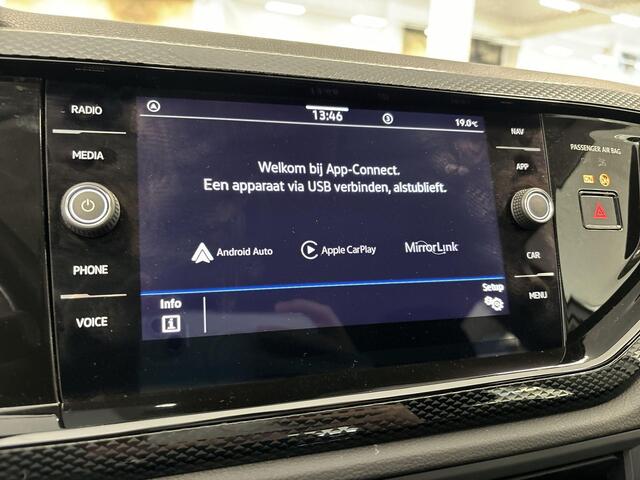 RADIO
MEDIA
PHONE
VOICE
13:46
19.0°C
Welkom bij App-Connect.
Een apparaat via USB verbinden, alstublieft.
Android Auto
Apple CarPlay
MirrorLink
Info
Setup
NAV
APP
CAR
MENU
PASSENGER AIR BAG